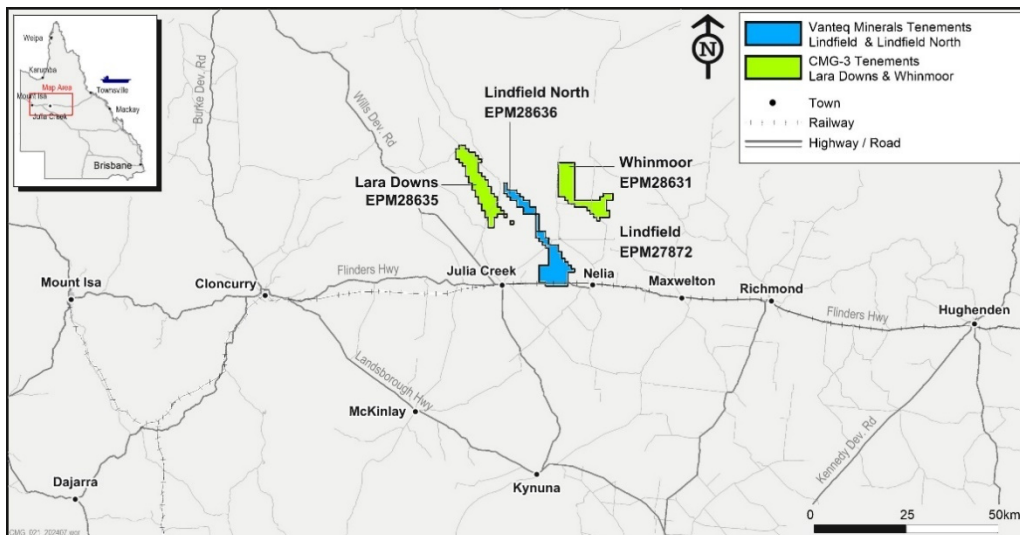 Weipa
Karumba
Map Area
Mount Isa
Julia Creek
Townsville
Mackay
Brisbane
Burke Dev. Rd
Wills Dev. Rd
N
Vanteq Minerals Tenements
Lindfield & Lindfield North
CMG-3 Tenements
Lara Downs & Whinmoor
Town
Railway
Highway / Road
Lindfield North
EPM28636
Whinmoor
EPM28631
Lara Downs
EPM28635
Lindfield
EPM27872
Mount Isa
Cloncurry
Flinders Hwy
Julia Creek
Nelia
Maxwelton
Richmond
Flinders Hwy
Hughenden
Landsborough Hwy
McKinlay
Kynuna
Dajarra
Kennedy Dev. Rd
0 25 50km